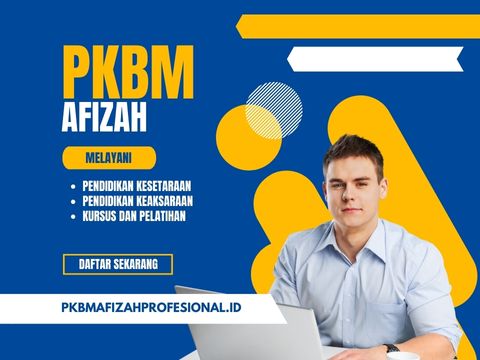 PKBM
AFIZAH
MELAYANI
PENDIDIKAN KESETARAAN
PENDIDIKAN KEAKSARAAN
KURSUS DAN PELATIHAN
DAFTAR SEKARANG
PKBMAFIZAHPROFESIONAL.ID